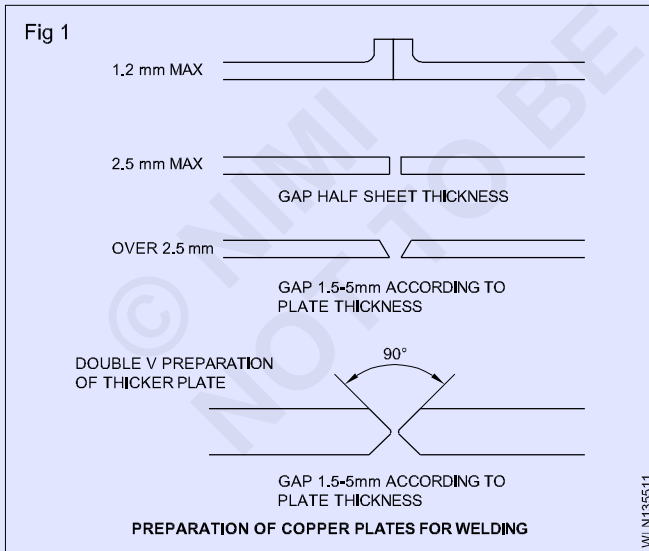 Fig 1
1.2 mm MAX
2.5 mm MAX
GAP HALF SHEET THICKNESS
OVER 2.5 mm
GAP 1.5-5mm ACCORDING TO
PLATE THICKNESS
DOUBLE V PREPARATION
OF THICKER PLATE
90°
GAP 1.5-5mm ACCORDING TO
PLATE THICKNESS
PREPARATION OF COPPER PLATES FOR WELDING
WLN135511
© NIMI
NOT TO BE